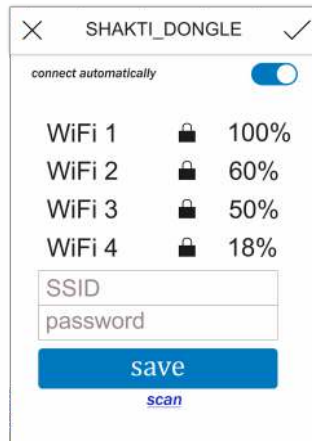 SHAKTI_DONGLE
connect automatically
WiFi 1 100%
WiFi 2 60%
WiFi 3 50%
WiFi 4 18%
SSID
password
save
scan